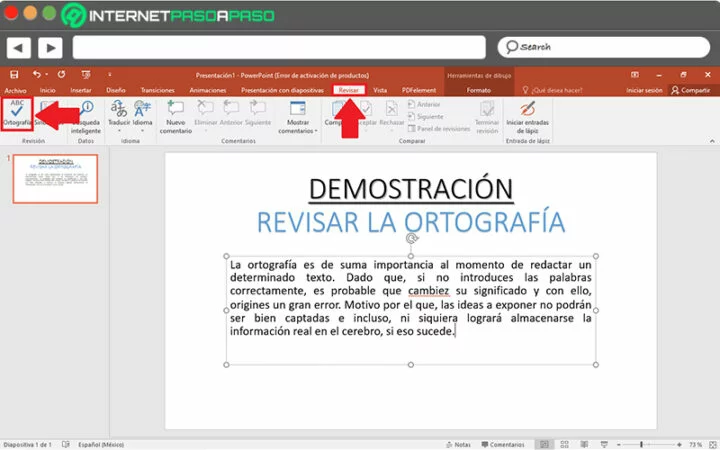 INTERNETPASOAPASO
Search
Presentación1 - PowerPoint (Error de activación de productos)
Herramientas de dibujo
Archivo Inicio Insertar Diseño Transiciones Animaciones Presentación con diapositivas Revisar Vista PDFelement Formato ¿Qué desea hacer? Iniciar sesión Compartir
ABC
Ortografía
Búsqueda inteligente
Traducir Idioma
Nuevo comentario
Eliminar Anterior Siguiente
Mostrar comentarios
Rechazar
Anterior
Siguiente
Panel de revisiones
Terminar revisión
Iniciar entradas de lápiz
Revisión Datos Idioma Comentarios Comparar Entrada de lápiz
1
DEMOSTRACIÓN
REVISAR LA ORTOGRAFÍA
DEMOSTRACIÓN
REVISAR LA ORTOGRAFÍA
La ortografía es de suma importancia al momento de redactar un
determinado texto. Dado que, si no introduces las palabras
correctamente, es probable que cambiez su significado y con ello,
origines un gran error. Motivo por el que, las ideas a exponer no podrán
ser bien captadas e incluso, ni siquiera logrará almacenarse la
información real en el cerebro, si eso sucede.
Diapositiva 1 de 1 Español (México) Notas Comentarios 73 %